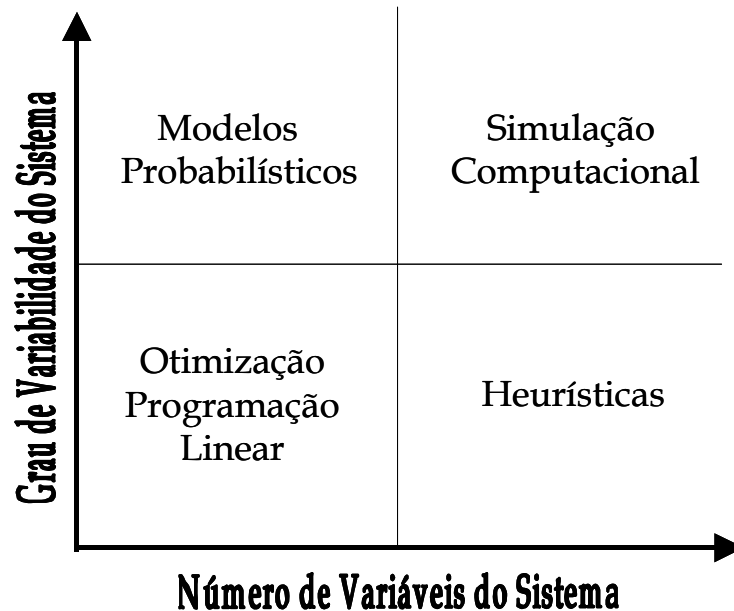 Grau de Variabilidade do Sistema
Modelos
Probabilísticos
Simulação
Computacional
Otimização
Programação
Linear
Heurísticas
Número de Variáveis do Sistema